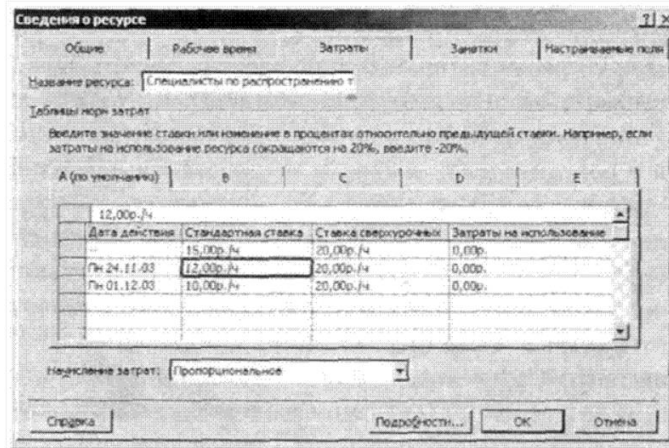 Сведения о ресурсе
Общие Рабочее время Затраты Заметки Настраиваемые поля
Название ресурса: Специалисты по распространению т
Таблицы норм затрат
Введите значение ставки или изменение в процентах относительно предыдущей ставки. Например, если
затраты на использование ресурса сокращаются на 20%, введите -20%.
A (по умолчанию) B C D E
12,00р./ч
Дата действия Стандартная ставка Ставка сверхурочных Затраты на использование
-- 15,00р./ч 20,00р./ч 0,00р.
Пн 24.11.03 12,00р./ч 20,00р./ч 0,00р.
Пн 01.12.03 10,00р./ч 20,00р./ч 0,00р.
Начисление затрат: Пропорциональное
Справка Подробности... ОК Отмена